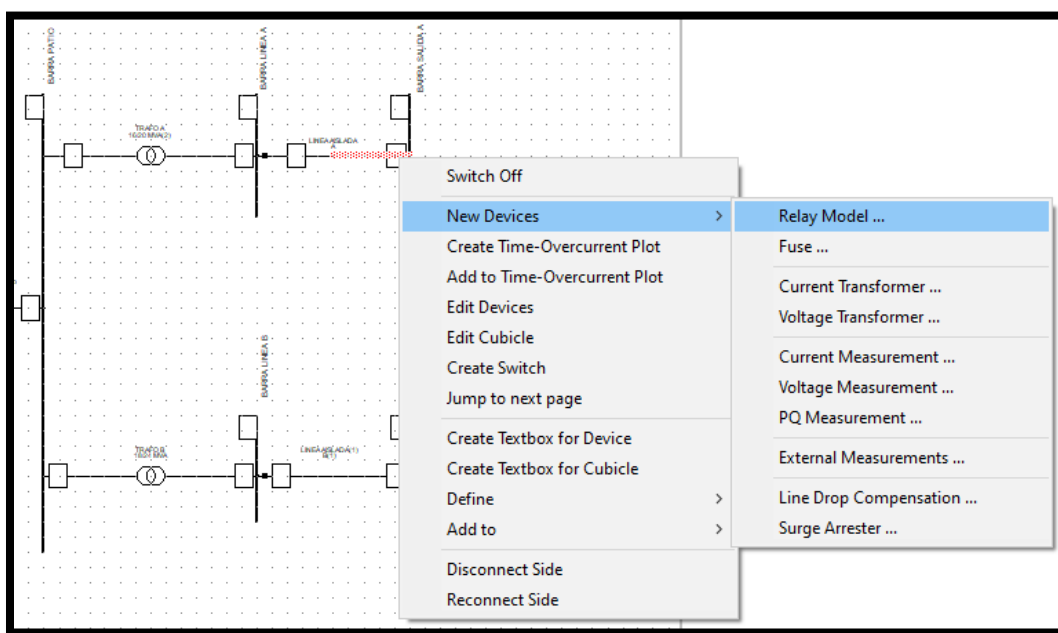 BARRA PATIO
BARRA LINEA A
BARRA SALIDA A
TRAFO A
LINEA AISLADA
A
Switch Off
New Devices
Create Time-Overcurrent Plot
Add to Time-Overcurrent Plot
Edit Devices
Edit Cubicle
Create Switch
Jump to next page
Create Textbox for Device
Create Textbox for Cubicle
Define
Add to
Disconnect Side
Reconnect Side
Relay Model ...
Fuse ...
Current Transformer ...
Voltage Transformer ...
Current Measurement ...
Voltage Measurement ...
PQ Measurement ...
External Measurements ...
Line Drop Compensation ...
Surge Arrester ...
BARRA LINEA B
TRAFO B
LINEA AISLADA(1)
B(1)